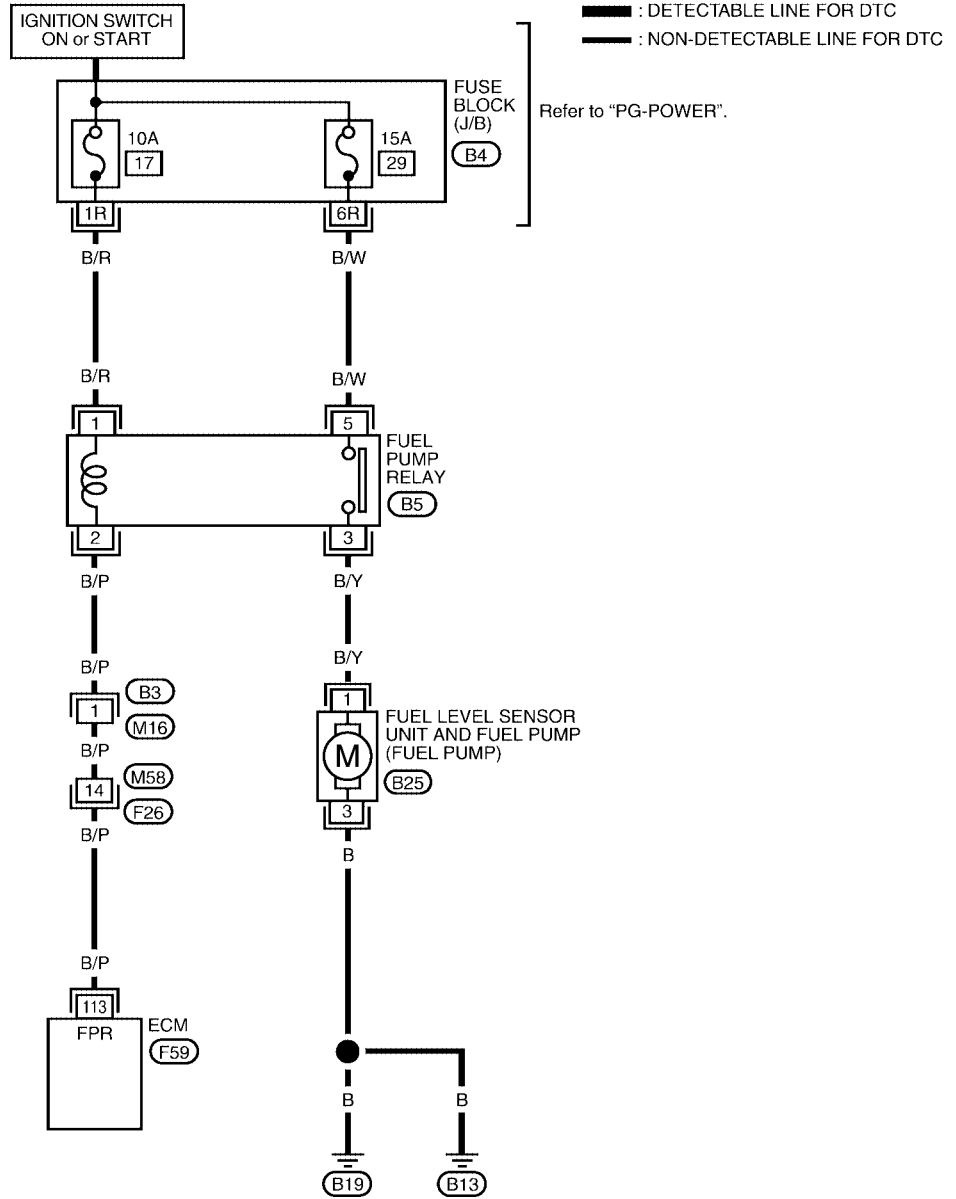 IGNITION SWITCH
ON or START
: DETECTABLE LINE FOR DTC
: NON-DETECTABLE LINE FOR DTC
FUSE
BLOCK
(J/B)
B4
Refer to “PG-POWER”.
10A
17
15A
29
1R
6R
B/R
B/W
B/R
B/W
1
5
FUEL
PUMP
RELAY
B5
2
3
B/P
B/Y
B/P
B/Y
B3
1
M16
B/P
M58
14
F26
B/P
1
FUEL LEVEL SENSOR
UNIT AND FUEL PUMP
(FUEL PUMP)
M
B25
3
B
B/P
113
FPR
ECM
F59
B
B
B19
B13